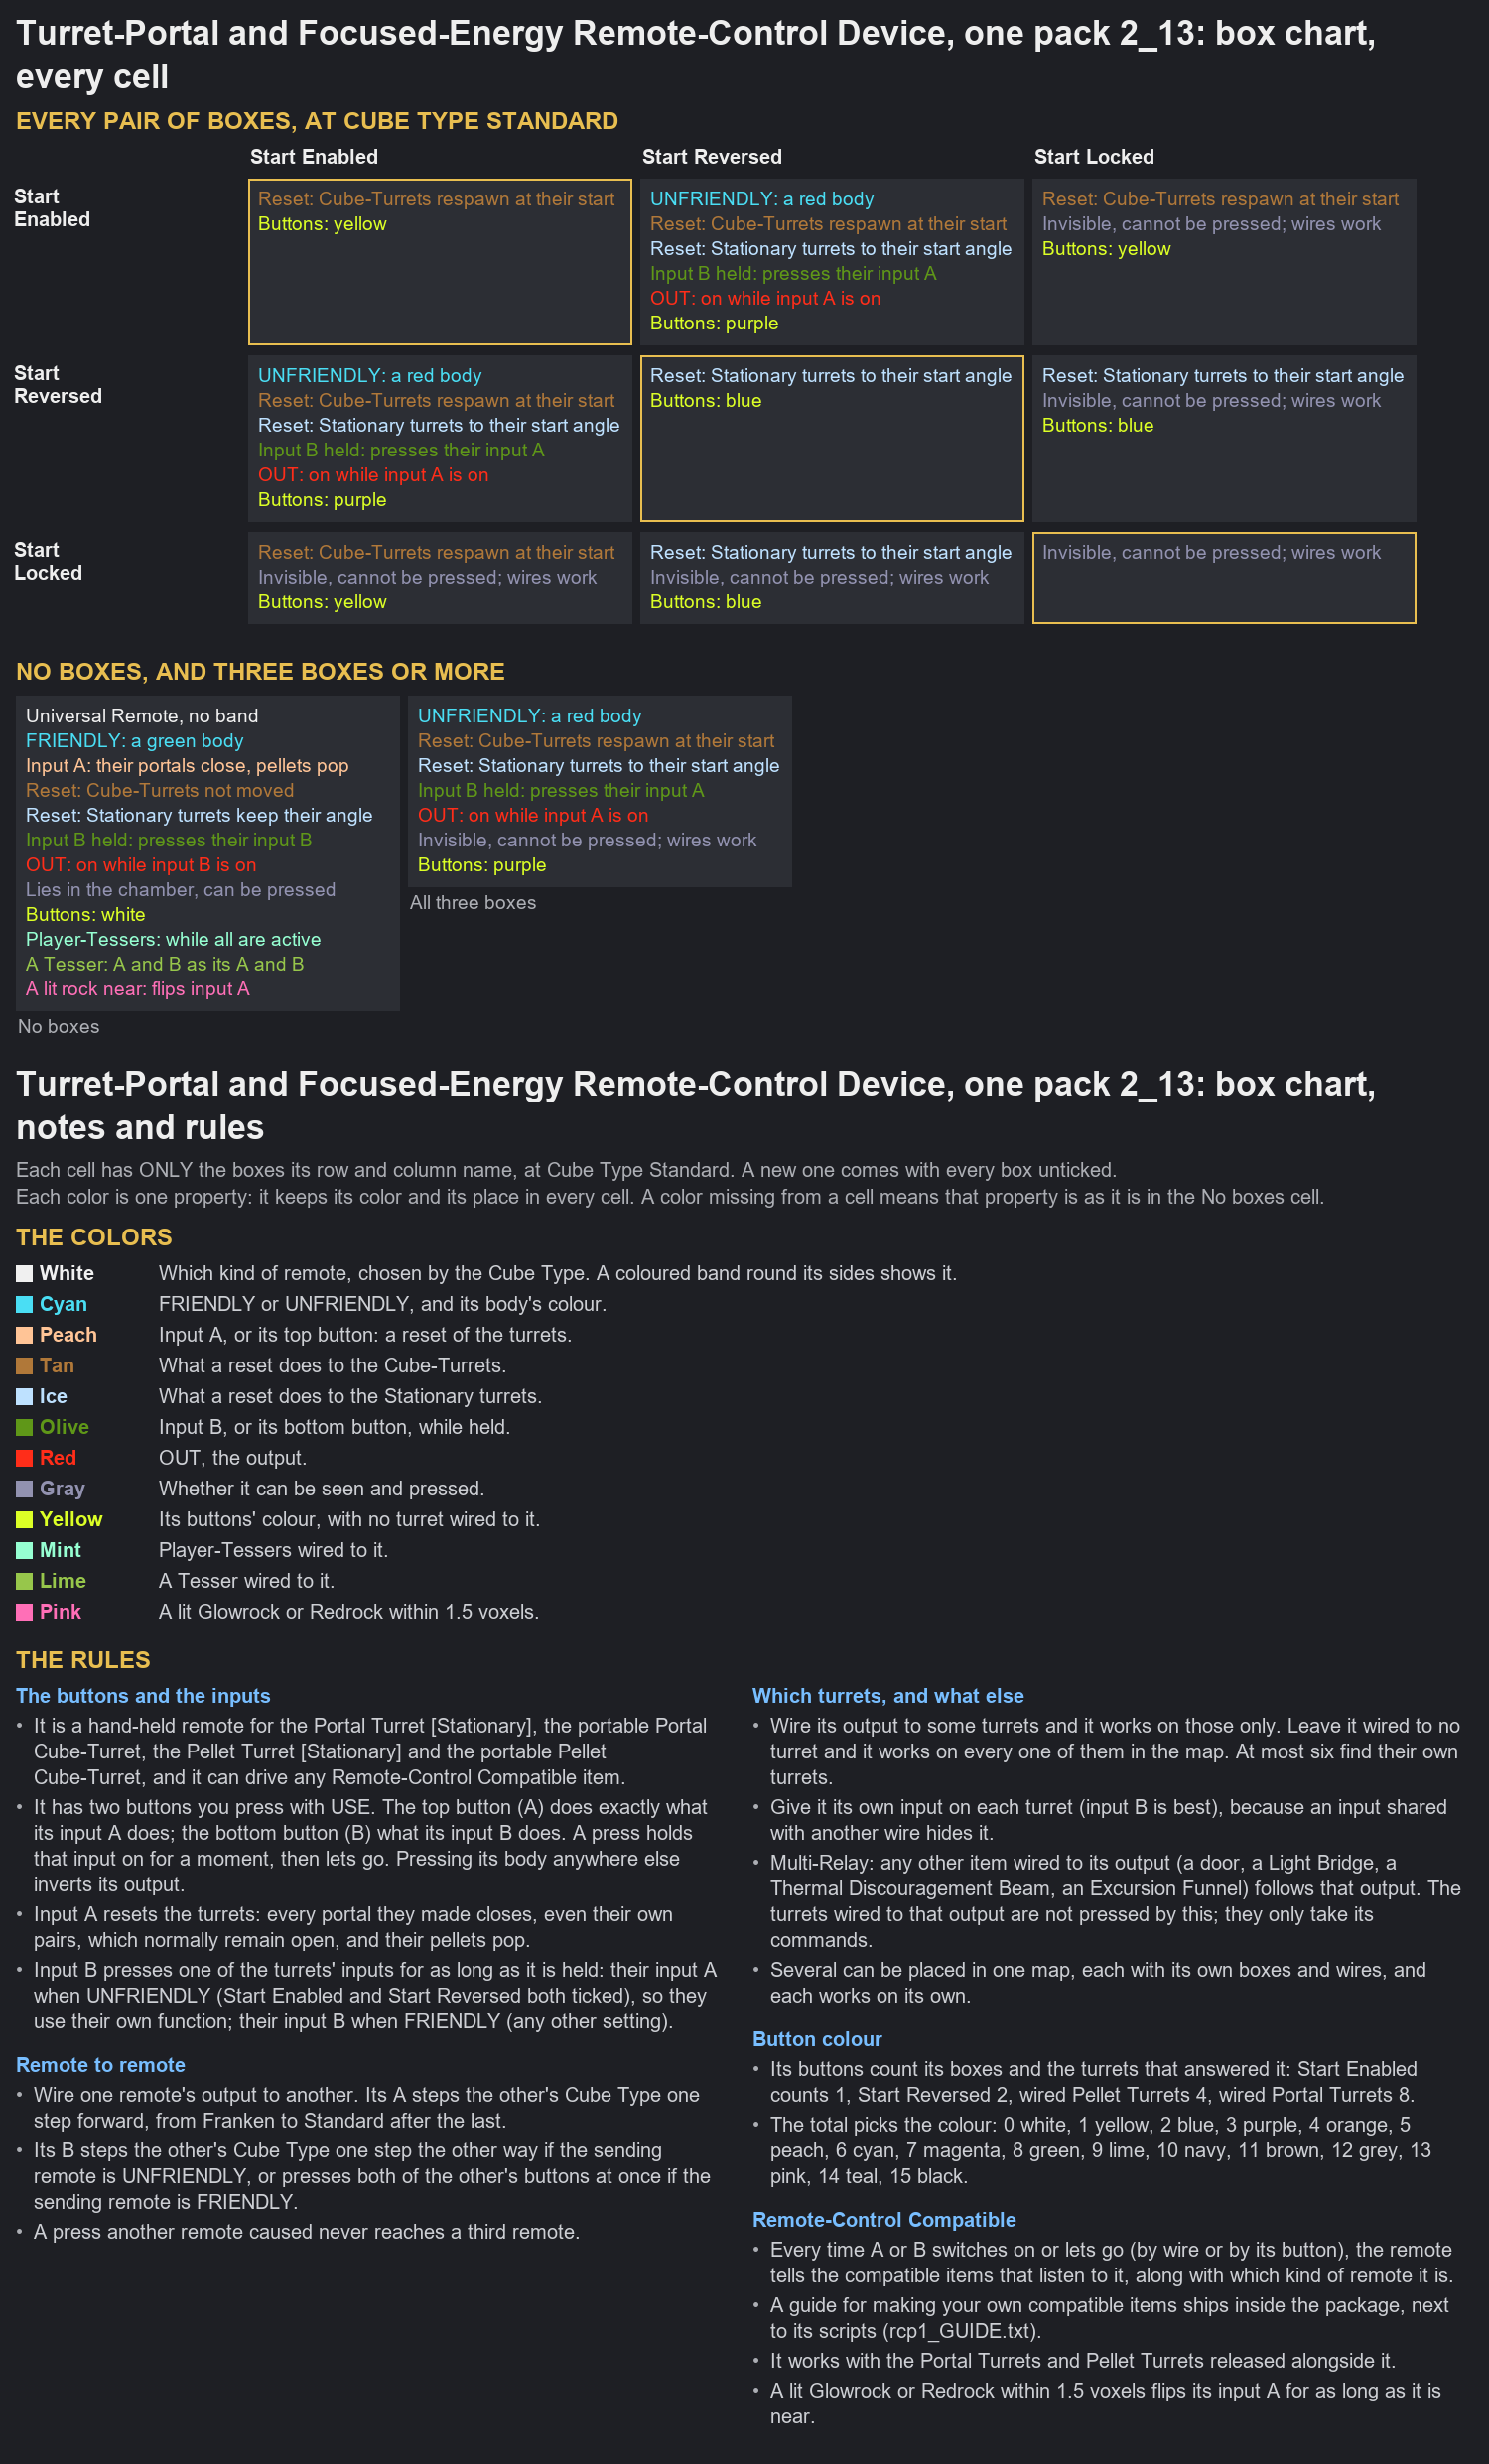 Turret-Portal and Focused-Energy Remote-Control Device, one pack 2_13: box chart,
every cell
EVERY PAIR OF BOXES, AT CUBE TYPE STANDARD
Start Enabled
Start Reversed
Start Locked
Start
Enabled
Reset: Cube-Turrets respawn at their start
Buttons: yellow
UNFRIENDLY: a red body
Reset: Cube-Turrets respawn at their start
Reset: Stationary turrets to their start angle
Input B held: presses their input A
OUT: on while input A is on
Buttons: purple
Reset: Cube-Turrets respawn at their start
Invisible, cannot be pressed; wires work
Buttons: yellow
Start
Reversed
UNFRIENDLY: a red body
Reset: Cube-Turrets respawn at their start
Reset: Stationary turrets to their start angle
Input B held: presses their input A
OUT: on while input A is on
Buttons: purple
Reset: Stationary turrets to their start angle
Buttons: blue
Reset: Stationary turrets to their start angle
Invisible, cannot be pressed; wires work
Buttons: blue
Start
Locked
Reset: Cube-Turrets respawn at their start
Invisible, cannot be pressed; wires work
Buttons: yellow
Reset: Stationary turrets to their start angle
Invisible, cannot be pressed; wires work
Buttons: blue
Invisible, cannot be pressed; wires work
NO BOXES, AND THREE BOXES OR MORE
Universal Remote, no band
FRIENDLY: a green body
Input A: their portals close, pellets pop
Reset: Cube-Turrets not moved
Reset: Stationary turrets keep their angle
Input B held: presses their input B
OUT: on while input B is on
Lies in the chamber, can be pressed
Buttons: white
Player-Tessers: while all are active
A Tesser: A and B as its A and B
A lit rock near: flips input A
No boxes
UNFRIENDLY: a red body
Reset: Cube-Turrets respawn at their start
Reset: Stationary turrets to their start angle
Input B held: presses their input A
OUT: on while input A is on
Invisible, cannot be pressed; wires work
Buttons: purple
All three boxes
Turret-Portal and Focused-Energy Remote-Control Device, one pack 2_13: box chart,
notes and rules
Each cell has ONLY the boxes its row and column name, at Cube Type Standard. A new one comes with every box unticked.
Each color is one property: it keeps its color and its place in every cell. A color missing from a cell means that property is as it is in the No boxes cell.
THE COLORS
White Which kind of remote, chosen by the Cube Type. A coloured band round its sides shows it.
Cyan FRIENDLY or UNFRIENDLY, and its body's colour.
Peach Input A, or its top button: a reset of the turrets.
Tan What a reset does to the Cube-Turrets.
Ice What a reset does to the Stationary turrets.
Olive Input B, or its bottom button, while held.
Red OUT, the output.
Gray Whether it can be seen and pressed.
Yellow Its buttons' colour, with no turret wired to it.
Mint Player-Tessers wired to it.
Lime A Tesser wired to it.
Pink A lit Glowrock or Redrock within 1.5 voxels.
THE RULES
The buttons and the inputs
• It is a hand-held remote for the Portal Turret [Stationary], the portable Portal
Cube-Turret, the Pellet Turret [Stationary] and the portable Pellet
Cube-Turret, and it can drive any Remote-Control Compatible item.
• It has two buttons you press with USE. The top button (A) does exactly what
its input A does; the bottom button (B) what its input B does. A press holds
that input on for a moment, then lets go. Pressing its body anywhere else
inverts its output.
• Input A resets the turrets: every portal they made closes, even their own
pairs, which normally remain open, and their pellets pop.
• Input B presses one of the turrets' inputs for as long as it is held: their input A
when UNFRIENDLY (Start Enabled and Start Reversed both ticked), so they
use their own function; their input B when FRIENDLY (any other setting).
Remote to remote
• Wire one remote's output to another. Its A steps the other's Cube Type one
step forward, from Franken to Standard after the last.
• Its B steps the other's Cube Type one step the other way if the sending
remote is UNFRIENDLY, or presses both of the other's buttons at once if the
sending remote is FRIENDLY.
• A press another remote caused never reaches a third remote.
Which turrets, and what else
• Wire its output to some turrets and it works on those only. Leave it wired to no
turret and it works on every one of them in the map. At most six find their own
turrets.
• Give it its own input on each turret (input B is best), because an input shared
with another wire hides it.
• Multi-Relay: any other item wired to its output (a door, a Light Bridge, a
Thermal Discouragement Beam, an Excursion Funnel) follows that output. The
turrets wired to that output are not pressed by this; they only take its
commands.
• Several can be placed in one map, each with its own boxes and wires, and
each works on its own.
Button colour
• Its buttons count its boxes and the turrets that answered it: Start Enabled
counts 1, Start Reversed 2, wired Pellet Turrets 4, wired Portal Turrets 8.
• The total picks the colour: 0 white, 1 yellow, 2 blue, 3 purple, 4 orange, 5
peach, 6 cyan, 7 magenta, 8 green, 9 lime, 10 navy, 11 brown, 12 grey, 13
pink, 14 teal, 15 black.
Remote-Control Compatible
• Every time A or B switches on or lets go (by wire or by its button), the remote
tells the compatible items that listen to it, along with which kind of remote it is.
• A guide for making your own compatible items ships inside the package, next
to its scripts (rcp1_GUIDE.txt).
• It works with the Portal Turrets and Pellet Turrets released alongside it.
• A lit Glowrock or Redrock within 1.5 voxels flips its input A for as long as it is
near.